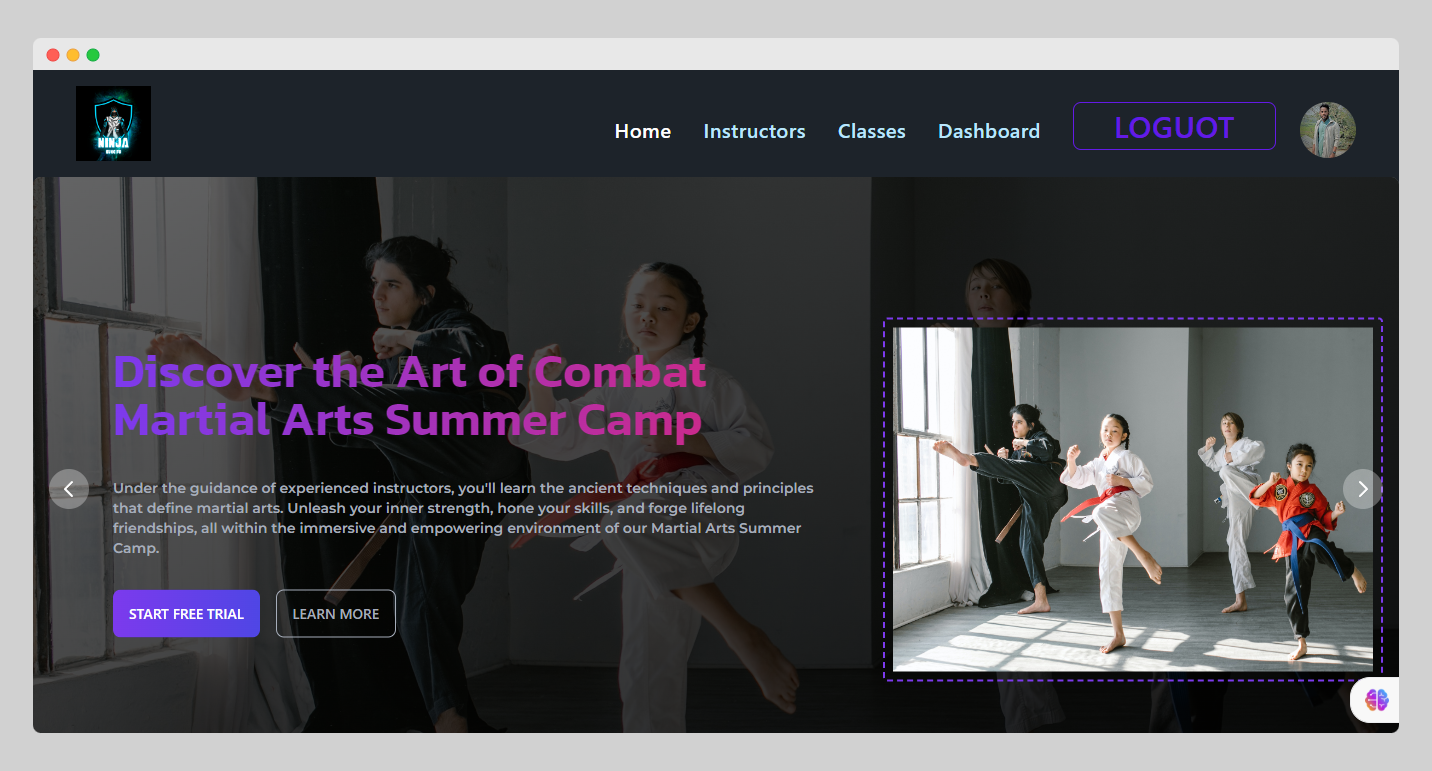 NINJA
Home
Instructors
Classes
Dashboard
LOGUOT
Discover the Art of Combat
Martial Arts Summer Camp
Under the guidance of experienced instructors, you'll learn the ancient techniques and principles
that define martial arts. Unleash your inner strength, hone your skills, and forge lifelong
friendships, all within the immersive and empowering environment of our Martial Arts Summer
Camp.
START FREE TRIAL
LEARN MORE